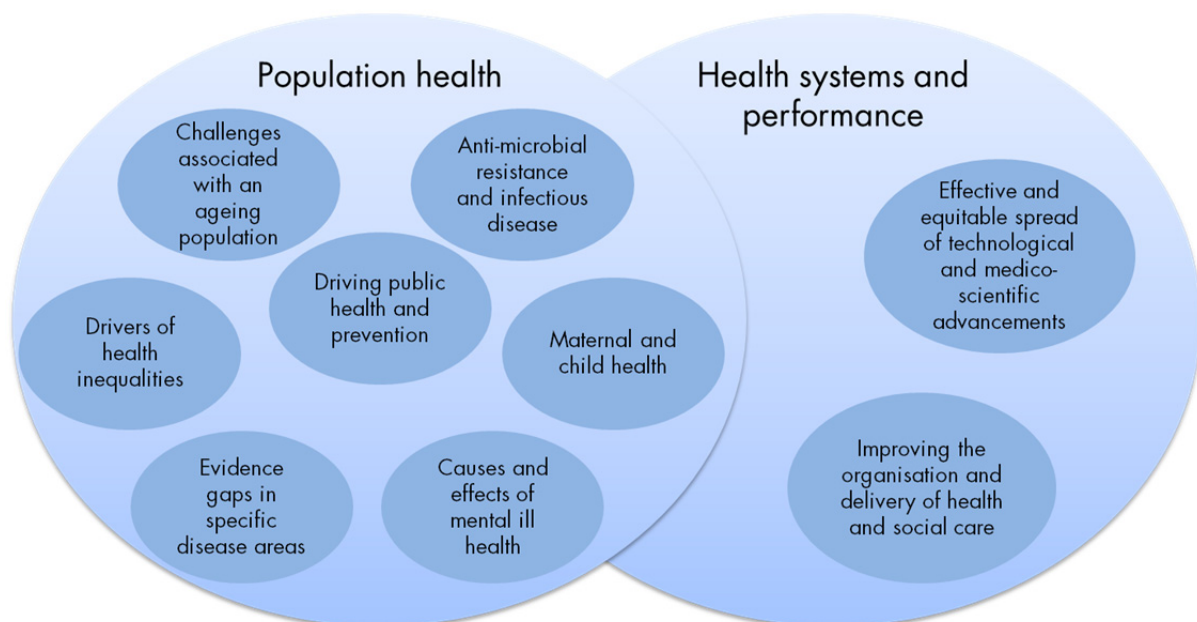 Population health
Challenges
associated
with an
ageing
population
Anti-microbial
resistance
and infectious
disease
Driving public
health and
prevention
Drivers of
health
inequalities
Maternal and
child health
Evidence
gaps in
specific
disease areas
Causes and
effects of
mental ill
health
Health systems and
performance
Effective and
equitable spread
of technological
and medico-
scientific
advancements
Improving the
organisation and
delivery of health
and social care